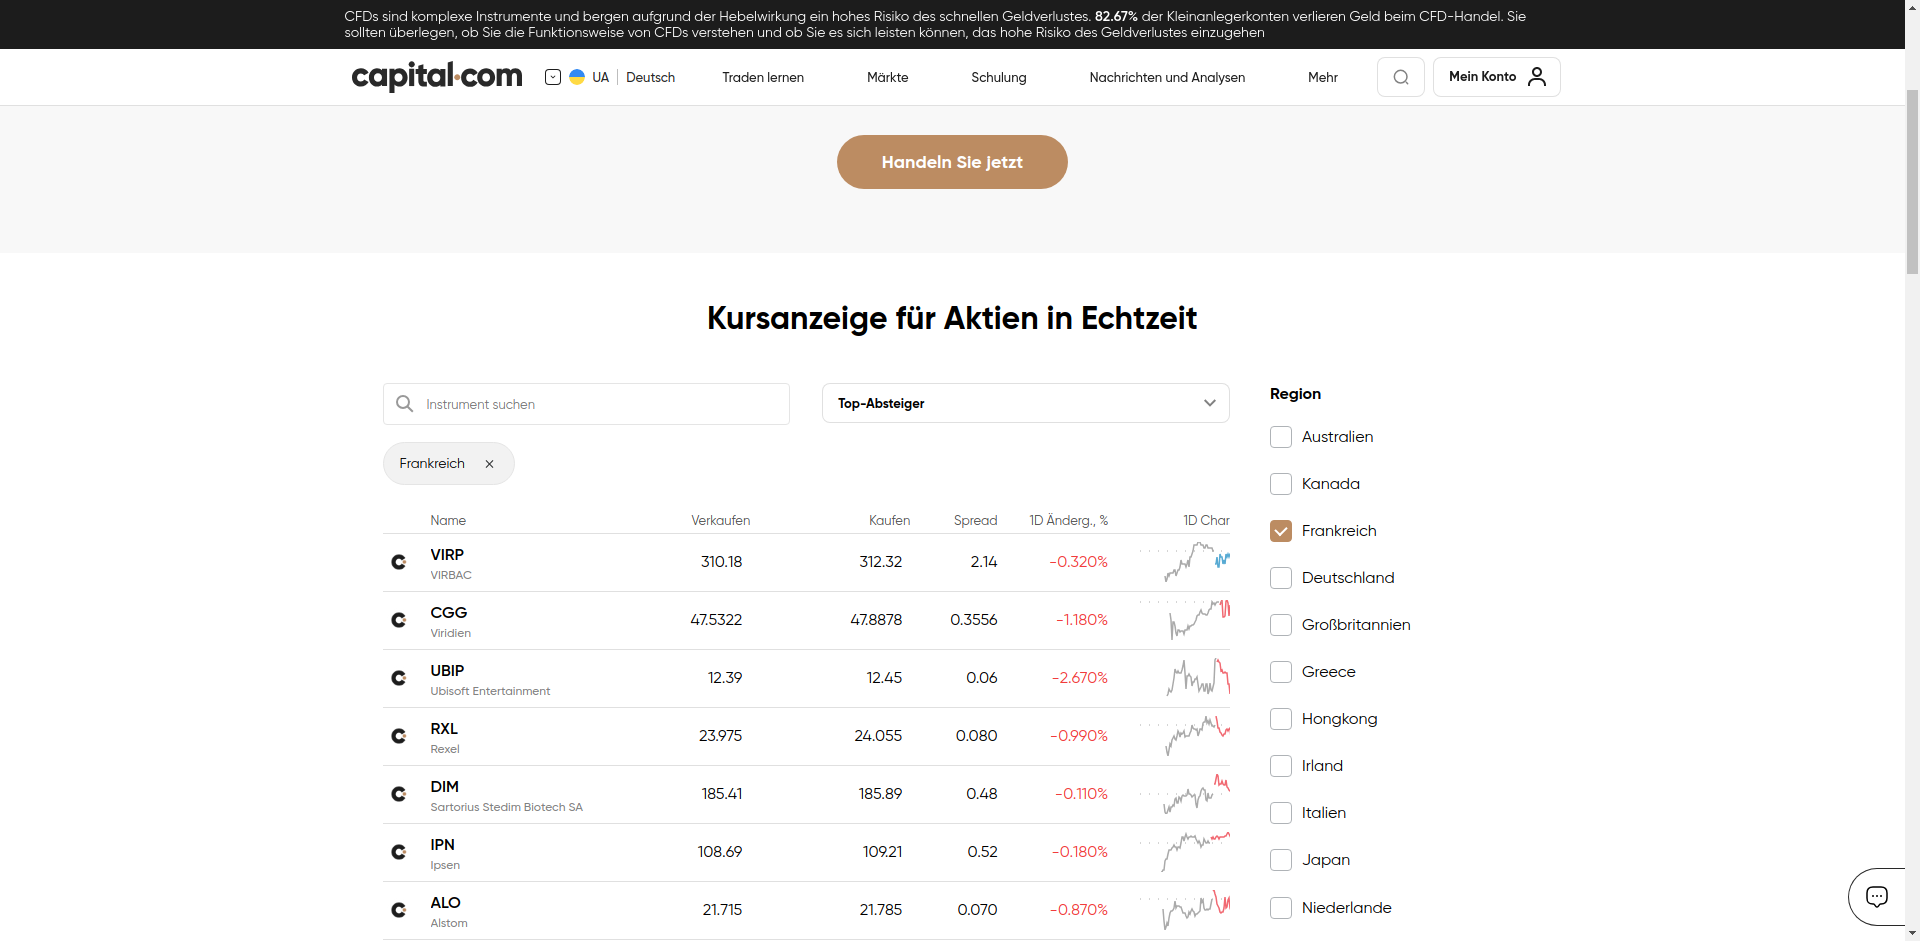 CFDs sind komplexe Instrumente und bergen aufgrund der Hebelwirkung ein hohes Risiko des schnellen Geldverlustes. 82.67% der Kleinanlegerkonten verlieren Geld beim CFD-Handel. Sie
sollten überlegen, ob Sie die Funktionsweise von CFDs verstehen und ob Sie es sich leisten können, das hohe Risiko des Geldverlustes einzugehen
capital.com UA Deutsch Traden lernen Märkte Schulung Nachrichten und Analysen Mehr Mein Konto
Handeln Sie jetzt
Kursanzeige für Aktien in Echtzeit
Instrument suchen
Top-Absteiger
Frankreich
Name Verkaufen Kaufen Spread 1D Änderg., % 1D Char
VIRP 310.18 312.32 2.14 -0.320%
VIRBAC
CGG 47.5322 47.8878 0.3556 -1.180%
Viridien
UBIP 12.39 12.45 0.06 -2.670%
Ubisoft Entertainment
RXL 23.975 24.055 0.080 -0.990%
Rexel
DIM 185.41 185.89 0.48 -0.110%
Sartorius Stedim Biotech SA
IPN 108.69 109.21 0.52 -0.180%
Ipsen
ALO 21.715 21.785 0.070 -0.870%
Alstom
Region
Australien
Kanada
Frankreich
Deutschland
Großbritannien
Greece
Hongkong
Irland
Italien
Japan
Niederlande